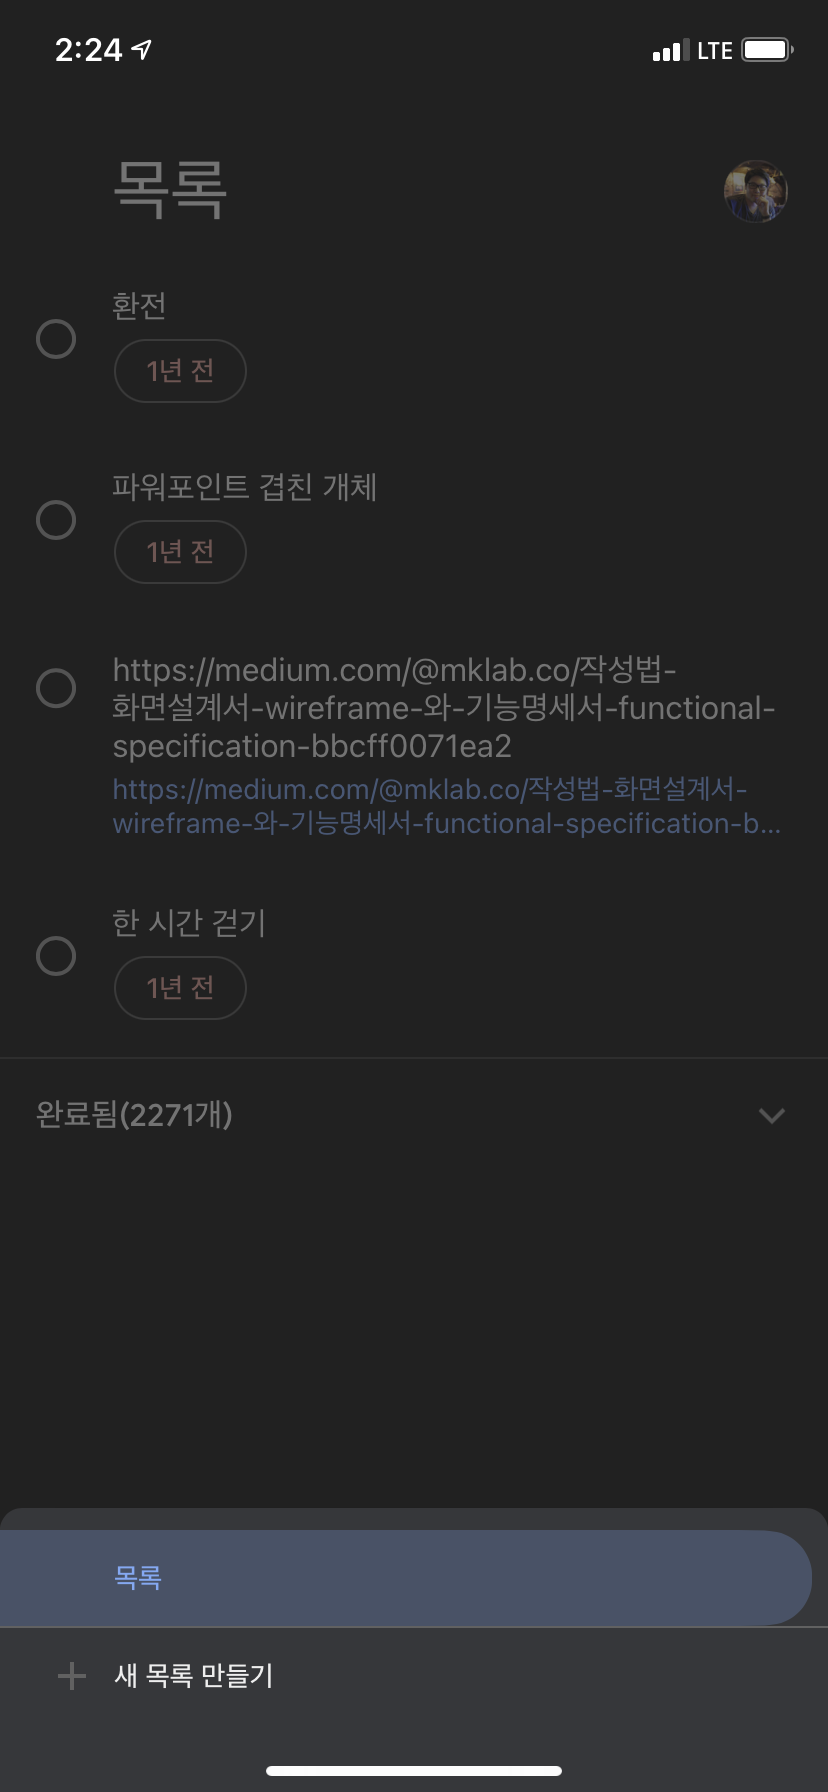 2:24
LTE
목록
환전
1년 전
파워포인트 겹친 개체
1년 전
https://medium.com/@mklab.co/작성법-
화면설계서-wireframe-와-기능명세서-functional-
specification-bbcff0071ea2
https://medium.com/@mklab.co/작성법-화면설계서-
wireframe-와-기능명세서-functional-specification-b...
한 시간 걷기
1년 전
완료됨(2271개)
목록
새 목록 만들기